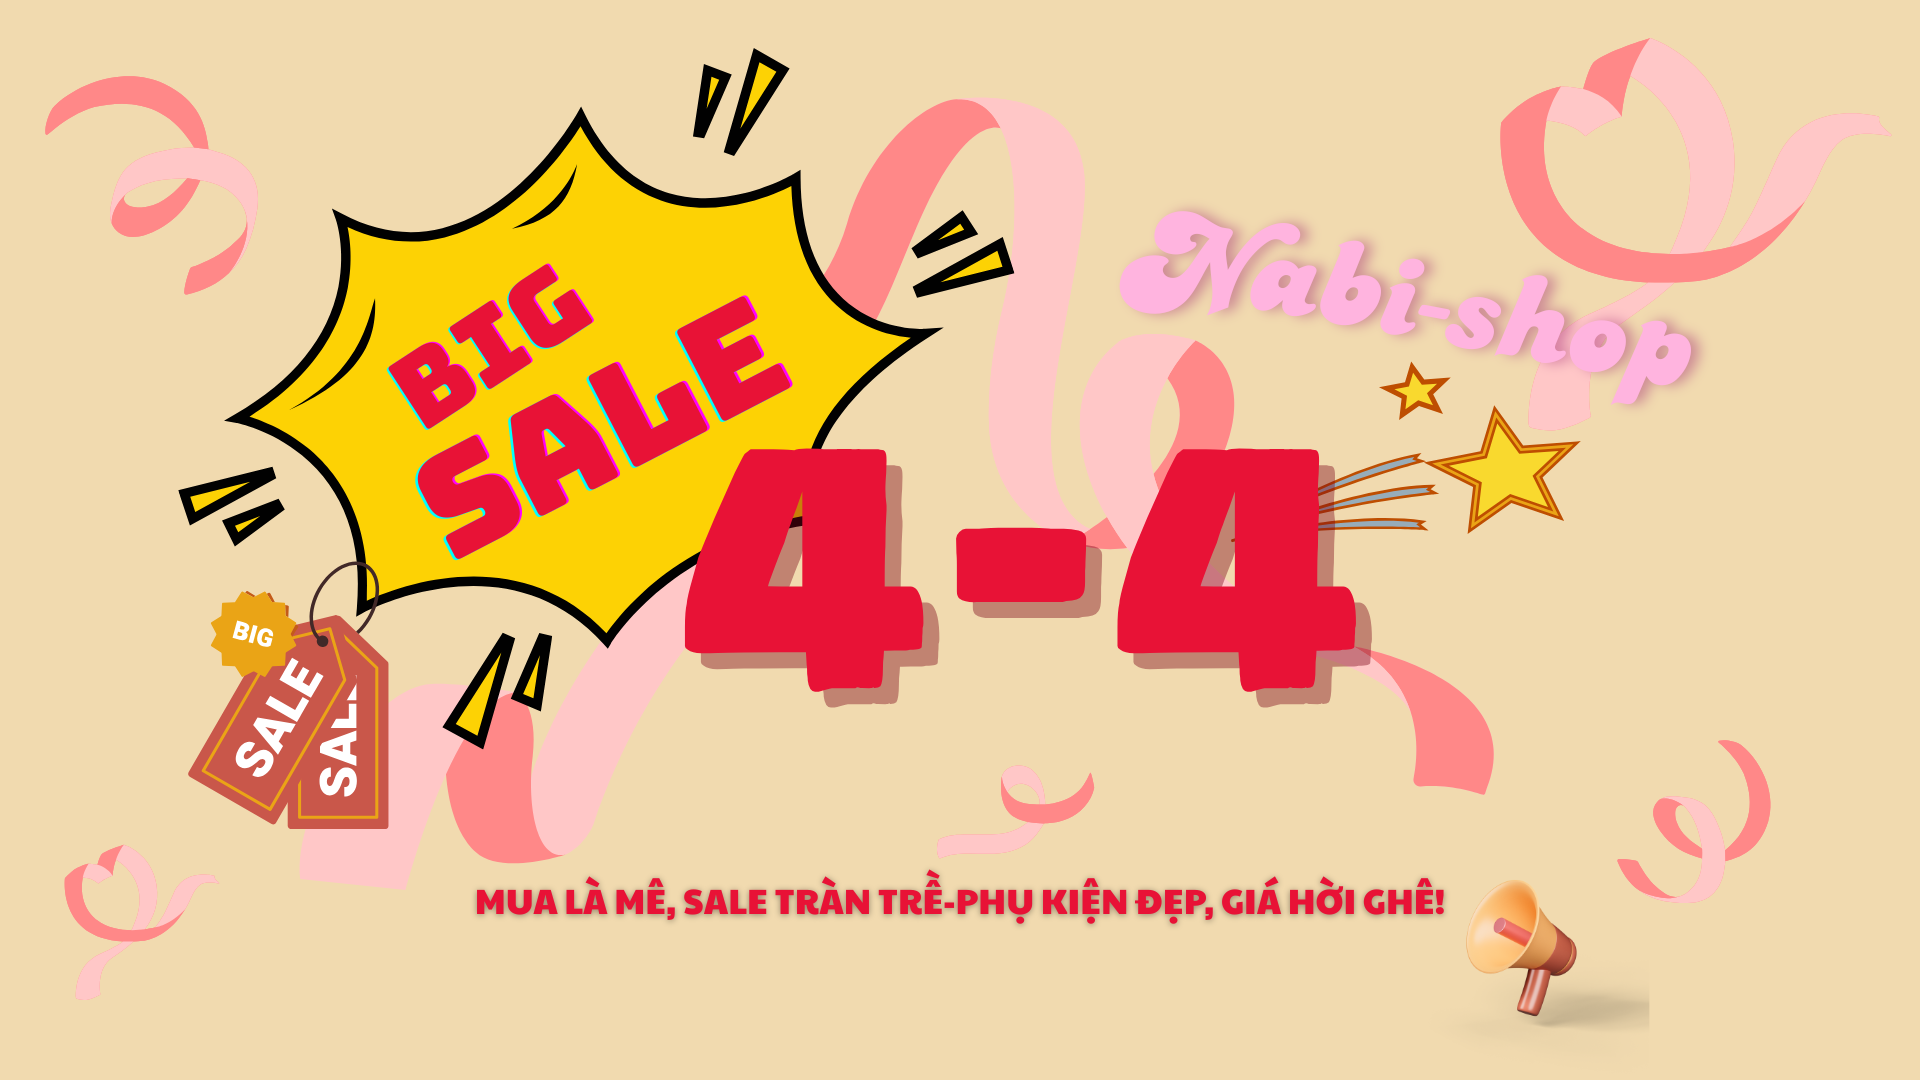 BIG
SALE
Nabi-shop
4-4
BIG
SALE
SALE
MUA LÀ MÊ, SALE TRÀN TRỀ-PHỤ KIỆN ĐẸP, GIÁ HỜI GHÊ!